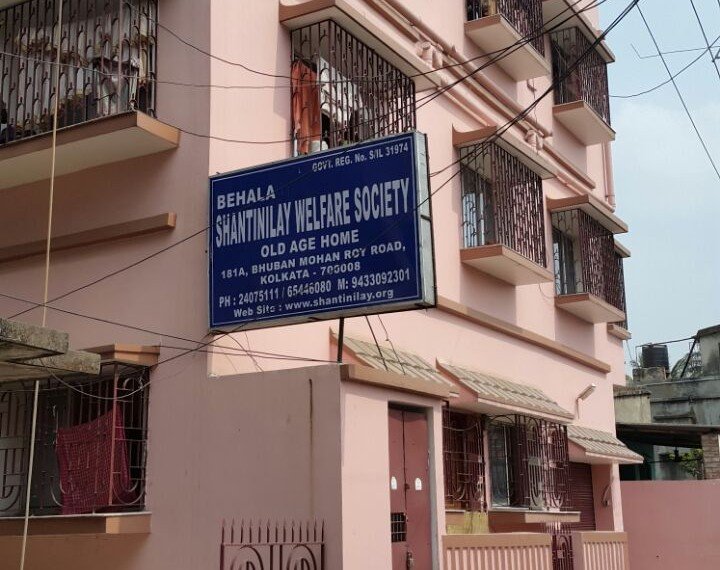 GOVT. REG. No. S/IL 31974
BEHALA
SHANTINILAY WELFARE SOCIETY
OLD AGE HOME
181A, BHUBAN MOHAN ROY ROAD,
KOLKATA - 700008
PH : 24075111 / 65446080 M: 9433092301
Web Site : www.shantinilay.org